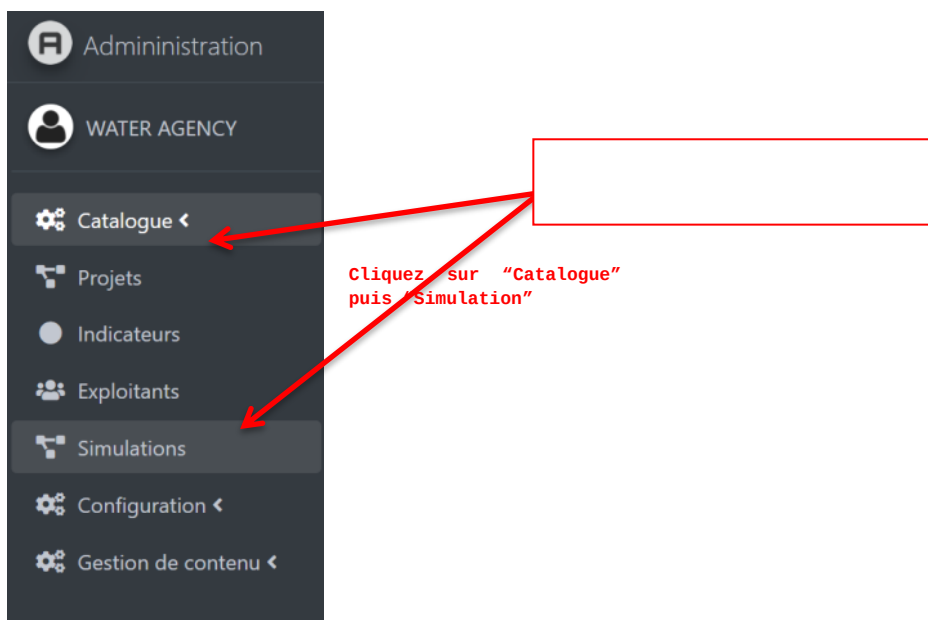 Admininistration
WATER AGENCY
Catalogue
Projets
Indicateurs
Exploitants
Simulations
Configuration
Gestion de contenu
Cliquez sur “Catalogue”
puis “Simulation”